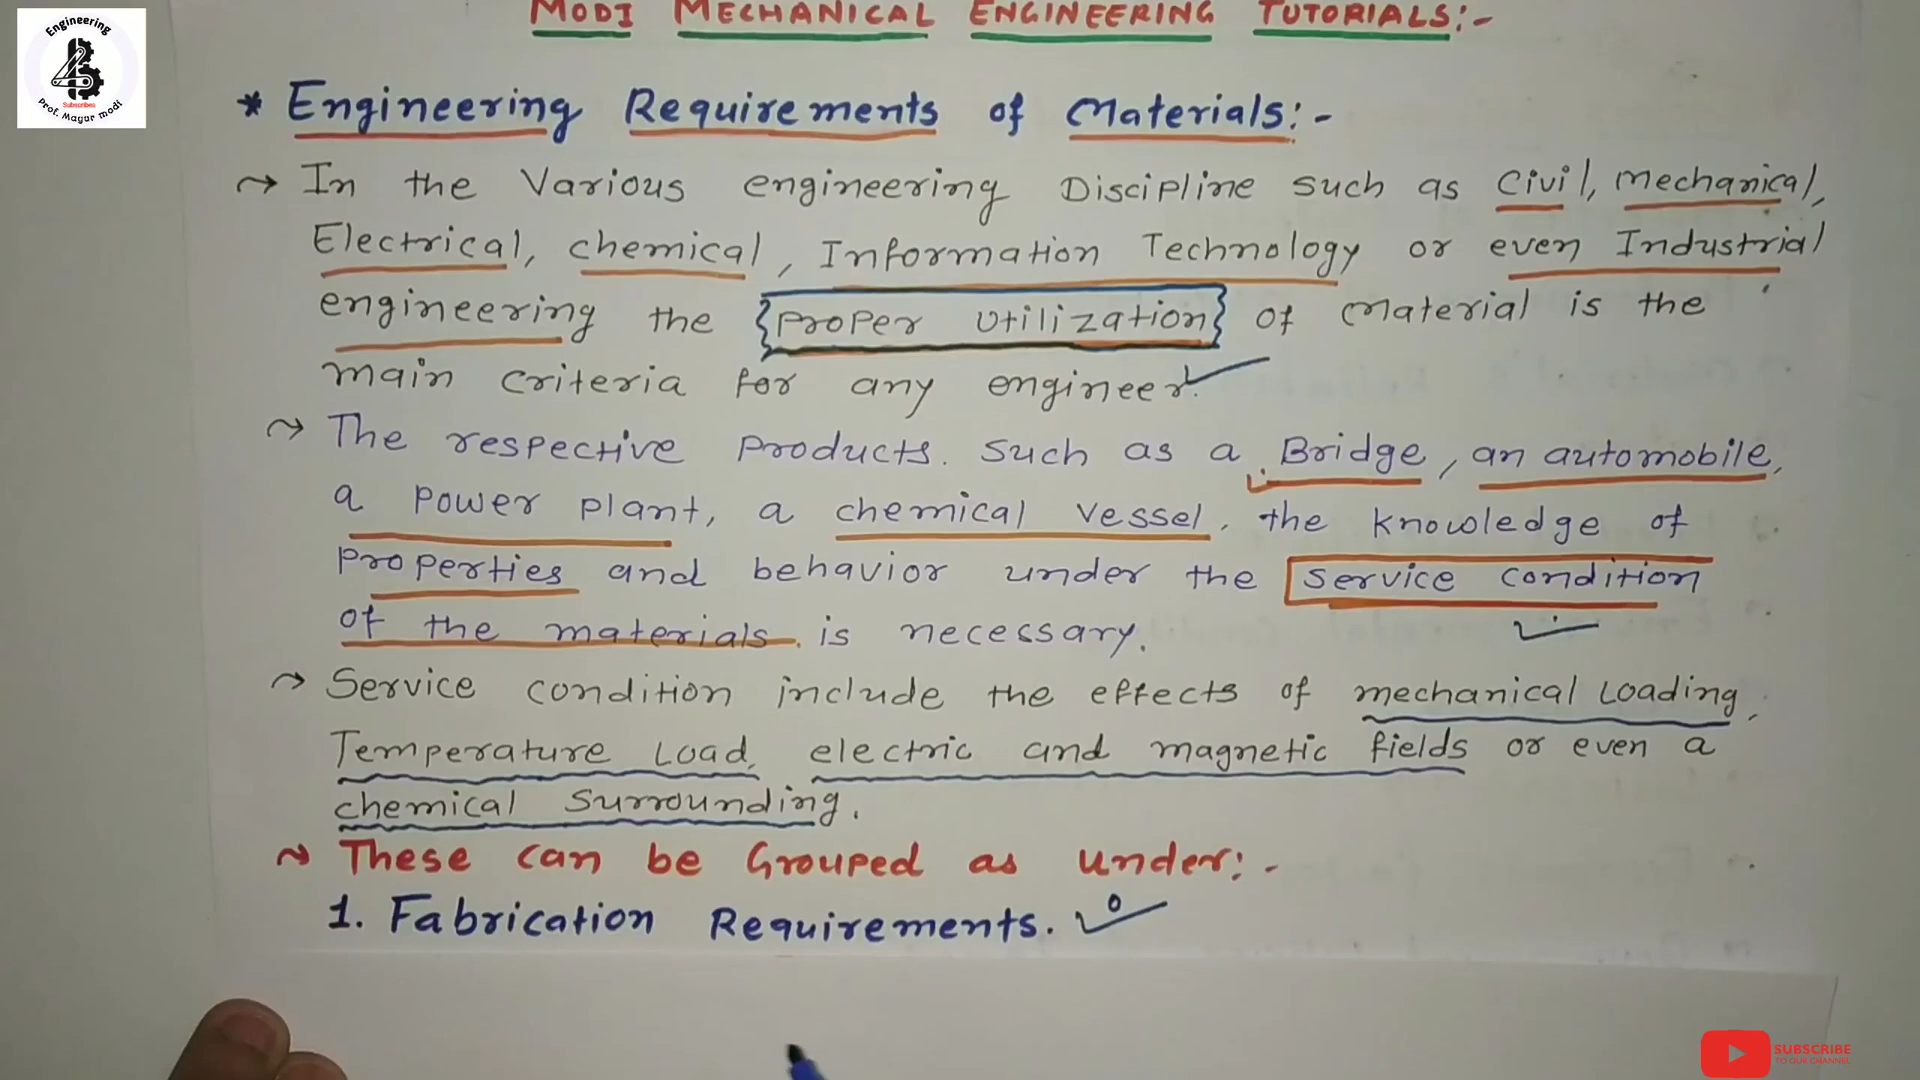 Engineering
Subscribes
Prof. Mayur modi
MODI MECHANICAL ENGINEERING TUTORIALS:-
* Engineering Requirements of Materials:-
→ In the Various engineering Discipline such as Civil, Mechanical,
Electrical, chemical, Information Technology or even Industrial
engineering the {Proper Utilization} of Material is the
main criteria for any engineer.
→ The respective Products. Such as a Bridge, an automobile,
a power plant, a chemical vessel. the knowledge of
properties and behavior under the service condition
of the materials is necessary.
→ Service condition include the effects of mechanical Loading,
Temperature Load, electric and magnetic fields or even a
chemical Surrounding.
→ These can be Grouped as under:-
1. Fabrication Requirements.
SUBSCRIBE
TO OUR CHANNEL